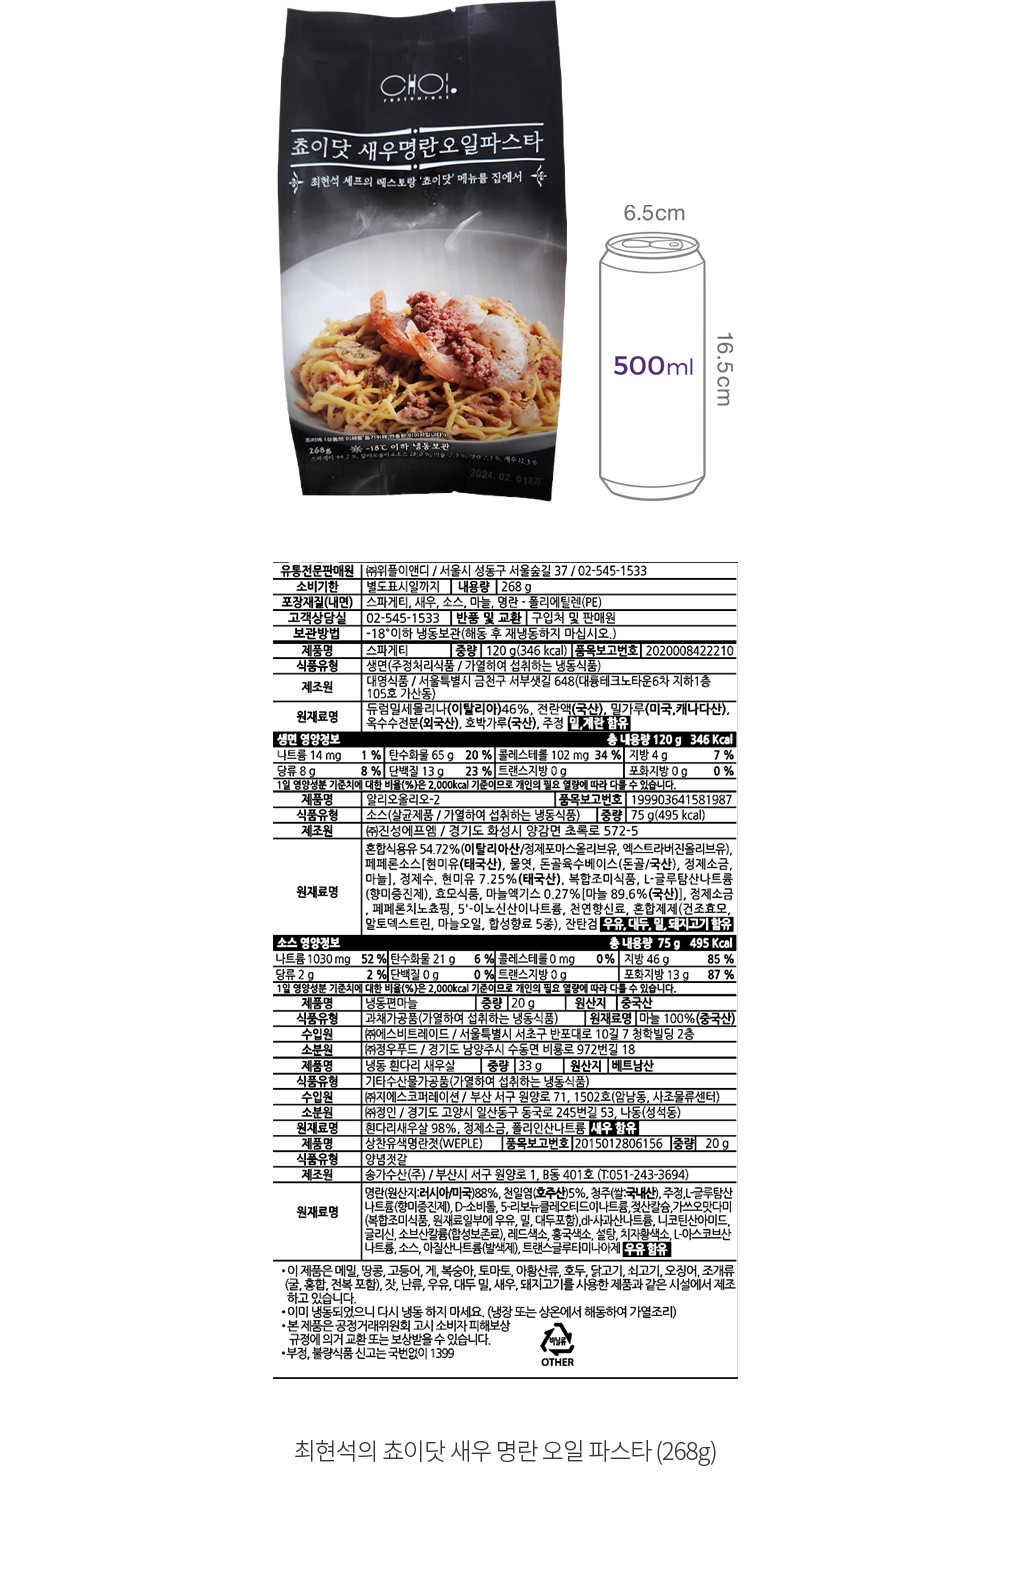 CHOI.
restaurant
쵸이닷 새우명란오일파스타
최현석 셰프의 레스토랑 '쵸이닷' 메뉴를 집에서
268g -18℃ 이하 냉동보관
2024. 02. 01
6.5cm
500ml
16.5cm
유통전문판매원 ㈜위플이앤디 / 서울시 성동구 서울숲길 37 / 02-545-1533
소비기한 별도표시일까지 내용량 268 g
포장재질(내면) 스파게티, 새우, 소스, 마늘, 명란 - 폴리에틸렌(PE)
고객상담실 02-545-1533 반품 및 교환 구입처 및 판매원
보관방법 -18°이하 냉동보관(해동 후 재냉동하지 마십시오.)
제품명 스파게티 중량 120 g(346 kcal) 품목보고번호 2020008422210
식품유형 생면(주정처리식품 / 가열하여 섭취하는 냉동식품)
제조원 대영식품 / 서울특별시 금천구 서부샛길 648(대륭테크노타운6차 지하1층
105호 가산동)
원재료명 듀럼밀세몰리나(이탈리아)46%, 전란액(국산), 밀가루(미국,캐나다산),
옥수수전분(외국산), 호박가루(국산), 주정 밀,계란 함유
생면 영양정보 총 내용량 120 g 346 Kcal
나트륨 14 mg 1 % 탄수화물 65 g 20 % 콜레스테롤 102 mg 34 % 지방 4 g 7 %
당류 8 g 8 % 단백질 13 g 23 % 트랜스지방 0 g 포화지방 0 g 0 %
1일 영양성분 기준치에 대한 비율(%)은 2,000kcal 기준이므로 개인의 필요 열량에 따라 다를 수 있습니다.
제품명 알리오올리오-2 품목보고번호 199903641581987
식품유형 소스(살균제품 / 가열하여 섭취하는 냉동식품) 중량 75 g(495 kcal)
제조원 ㈜진성에프엠 / 경기도 화성시 양감면 초록로 572-5
원재료명 혼합식용유 54.72%(이탈리아산/정제포마스올리브유, 엑스트라버진올리브유),
페페론소스[현미유(태국산), 물엿, 돈골육수베이스(돈골/국산), 정제소금,
마늘], 정제수, 현미유 7.25%(태국산), 복합조미식품, L-글루탐산나트륨
(향미증진제), 효모식품, 마늘엑기스 0.27%[마늘 89.6%(국산)], 정제소금
, 페페론치노쵸핑, 5'-이노신산이나트륨, 천연향신료, 혼합제제(건조효모,
말토덱스트린, 마늘오일, 합성향료 5종), 잔탄검 우유, 대두, 밀, 돼지고기 함유
소스 영양정보 총 내용량 75 g 495 Kcal
나트륨 1030 mg 52 % 탄수화물 21 g 6 % 콜레스테롤 0 mg 0 % 지방 46 g 85 %
당류 2 g 2 % 단백질 0 g 0 % 트랜스지방 0 g 포화지방 13 g 87 %
1일 영양성분 기준치에 대한 비율(%)은 2,000kcal 기준이므로 개인의 필요 열량에 따라 다를 수 있습니다.
제품명 냉동편마늘 중량 20 g 원산지 중국산
식품유형 과채가공품(가열하여 섭취하는 냉동식품) 원재료명 마늘 100%(중국산)
수입원 ㈜에스비트레이드 / 서울특별시 서초구 반포대로 10길 7 청학빌딩 2층
소분원 ㈜정우푸드 / 경기도 남양주시 수동면 비룡로 972번길 18
제품명 냉동 흰다리 새우살 중량 33 g 원산지 베트남산
식품유형 기타수산물가공품(가열하여 섭취하는 냉동식품)
수입원 ㈜지에스코퍼레이션 / 부산 서구 원양로 71, 1502호(암남동, 사조물류센터)
소분원 ㈜정인 / 경기도 고양시 일산동구 동국로 245번길 53, 나동(성석동)
원재료명 흰다리새우살 98%, 정제소금, 폴리인산나트륨 새우 함유
제품명 상찬유색명란젓(WEPLE) 품목보고번호 2015012806156 중량 20 g
식품유형 양념젓갈
제조원 송가수산(주) / 부산시 서구 원양로 1, B동 401호 (T:051-243-3694)
원재료명 명란(원산지:러시아/미국)88%, 천일염(호주산)5%, 청주(쌀:국내산), 주정,L-글루탐산
나트륨(향미증진제), D-소비톨, 5-리보뉴클레오티드이나트륨,젖산칼슘,가쓰오맛다미
(복합조미식품, 원재료일부에 우유, 밀, 대두포함),dl-사과산나트륨, 니코틴산아미드,
글리신, 소브산칼륨(합성보존료), 레드색소, 홍국색소, 설탕, 치자황색소, L-아스코브산
나트륨, 소스, 아질산나트륨(발색제), 트랜스글루타미나아제 우유 함유
•이 제품은 메밀, 땅콩, 고등어, 게, 복숭아, 토마토, 아황산류, 호두, 닭고기, 쇠고기, 오징어, 조개류
(굴, 홍합, 전복 포함), 잣, 난류, 우유, 대두 밀, 새우, 돼지고기를 사용한 제품과 같은 시설에서 제조
하고 있습니다.
•이미 냉동되었으니 다시 냉동 하지 마세요. (냉장 또는 상온에서 해동하여 가열조리)
•본 제품은 공정거래위원회 고시 소비자 피해보상
규정에 의거 교환 또는 보상받을 수 있습니다.
•부정, 불량식품 신고는 국번없이 1399
비닐류
OTHER
최현석의 쵸이닷 새우 명란 오일 파스타 (268g)